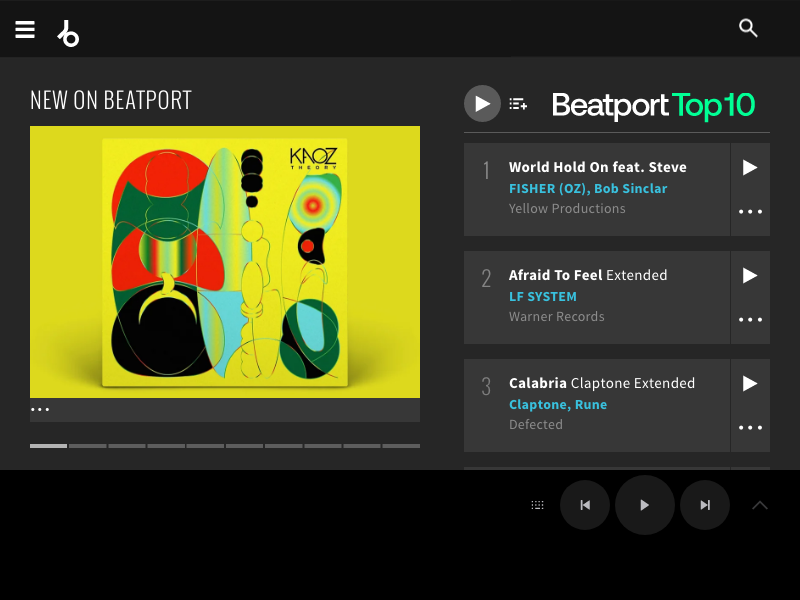 NEW ON BEATPORT
KAOZ
THEORY
Beatport Top10
1
World Hold On feat. Steve
FISHER (OZ), Bob Sinclar
Yellow Productions
2
Afraid To Feel Extended
LF SYSTEM
Warner Records
3
Calabria Claptone Extended
Claptone, Rune
Defected